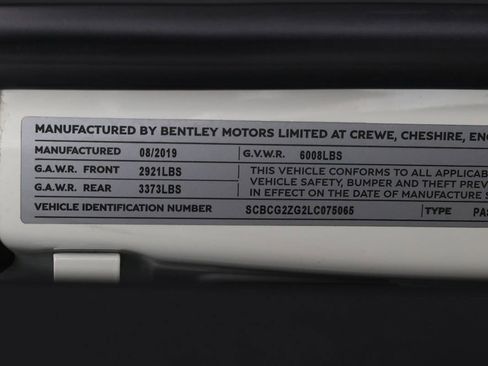 MANUFACTURED BY BENTLEY MOTORS LIMITED AT CREWE, CHESHIRE,
MANUFACTURED 08/2019 G.V.W.R. 6008LBS
G.A.W.R. FRONT 2921LBS THIS VEHICLE CONFORMS TO ALL
G.A.W.R. REAR 3373LBS VEHICLE SAFETY, BUMPER AND THEFT
IN EFFECT ON THE DATE OF MANUFACTURE
VEHICLE IDENTIFICATION NUMBER SCBCG2ZG2LC075065 TYPE